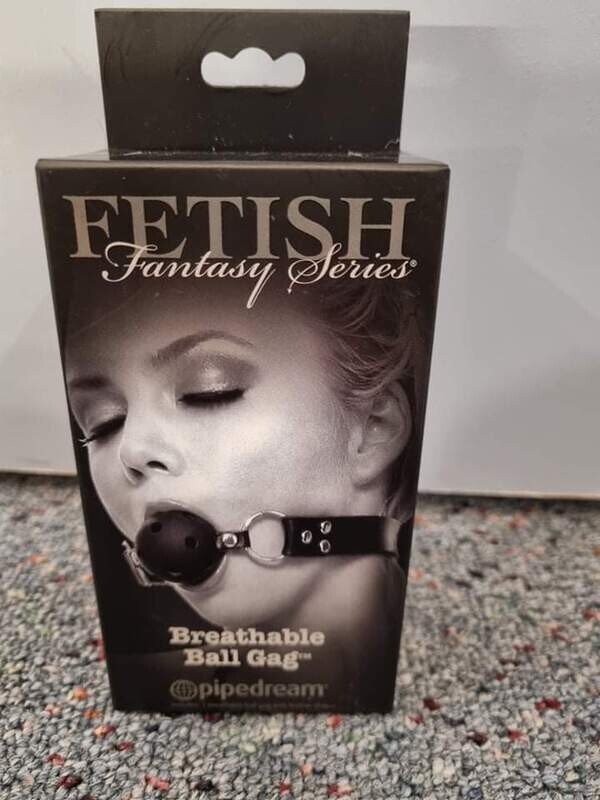 FETISH
Fantasy Series®
Breathable
Ball Gag™
pipedream®